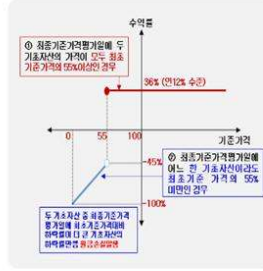 수익률
① 최종기준가격평가일에 두
기초자산의 가격이 모두 최초
기준가격의 55%이상인 경우
36% (연12% 수준)
0
55
100
기준가격
-45%
② 최종기준가격평가일에
어느 한 기초자산이라도
최초기준 가격의 55%
미만인 경우
-100%
두 기초자산 중 최종기준가격
평가일에 최초기준가격대비
하락률이 더 큰 기초자산의
하락률만큼 원금손실발생